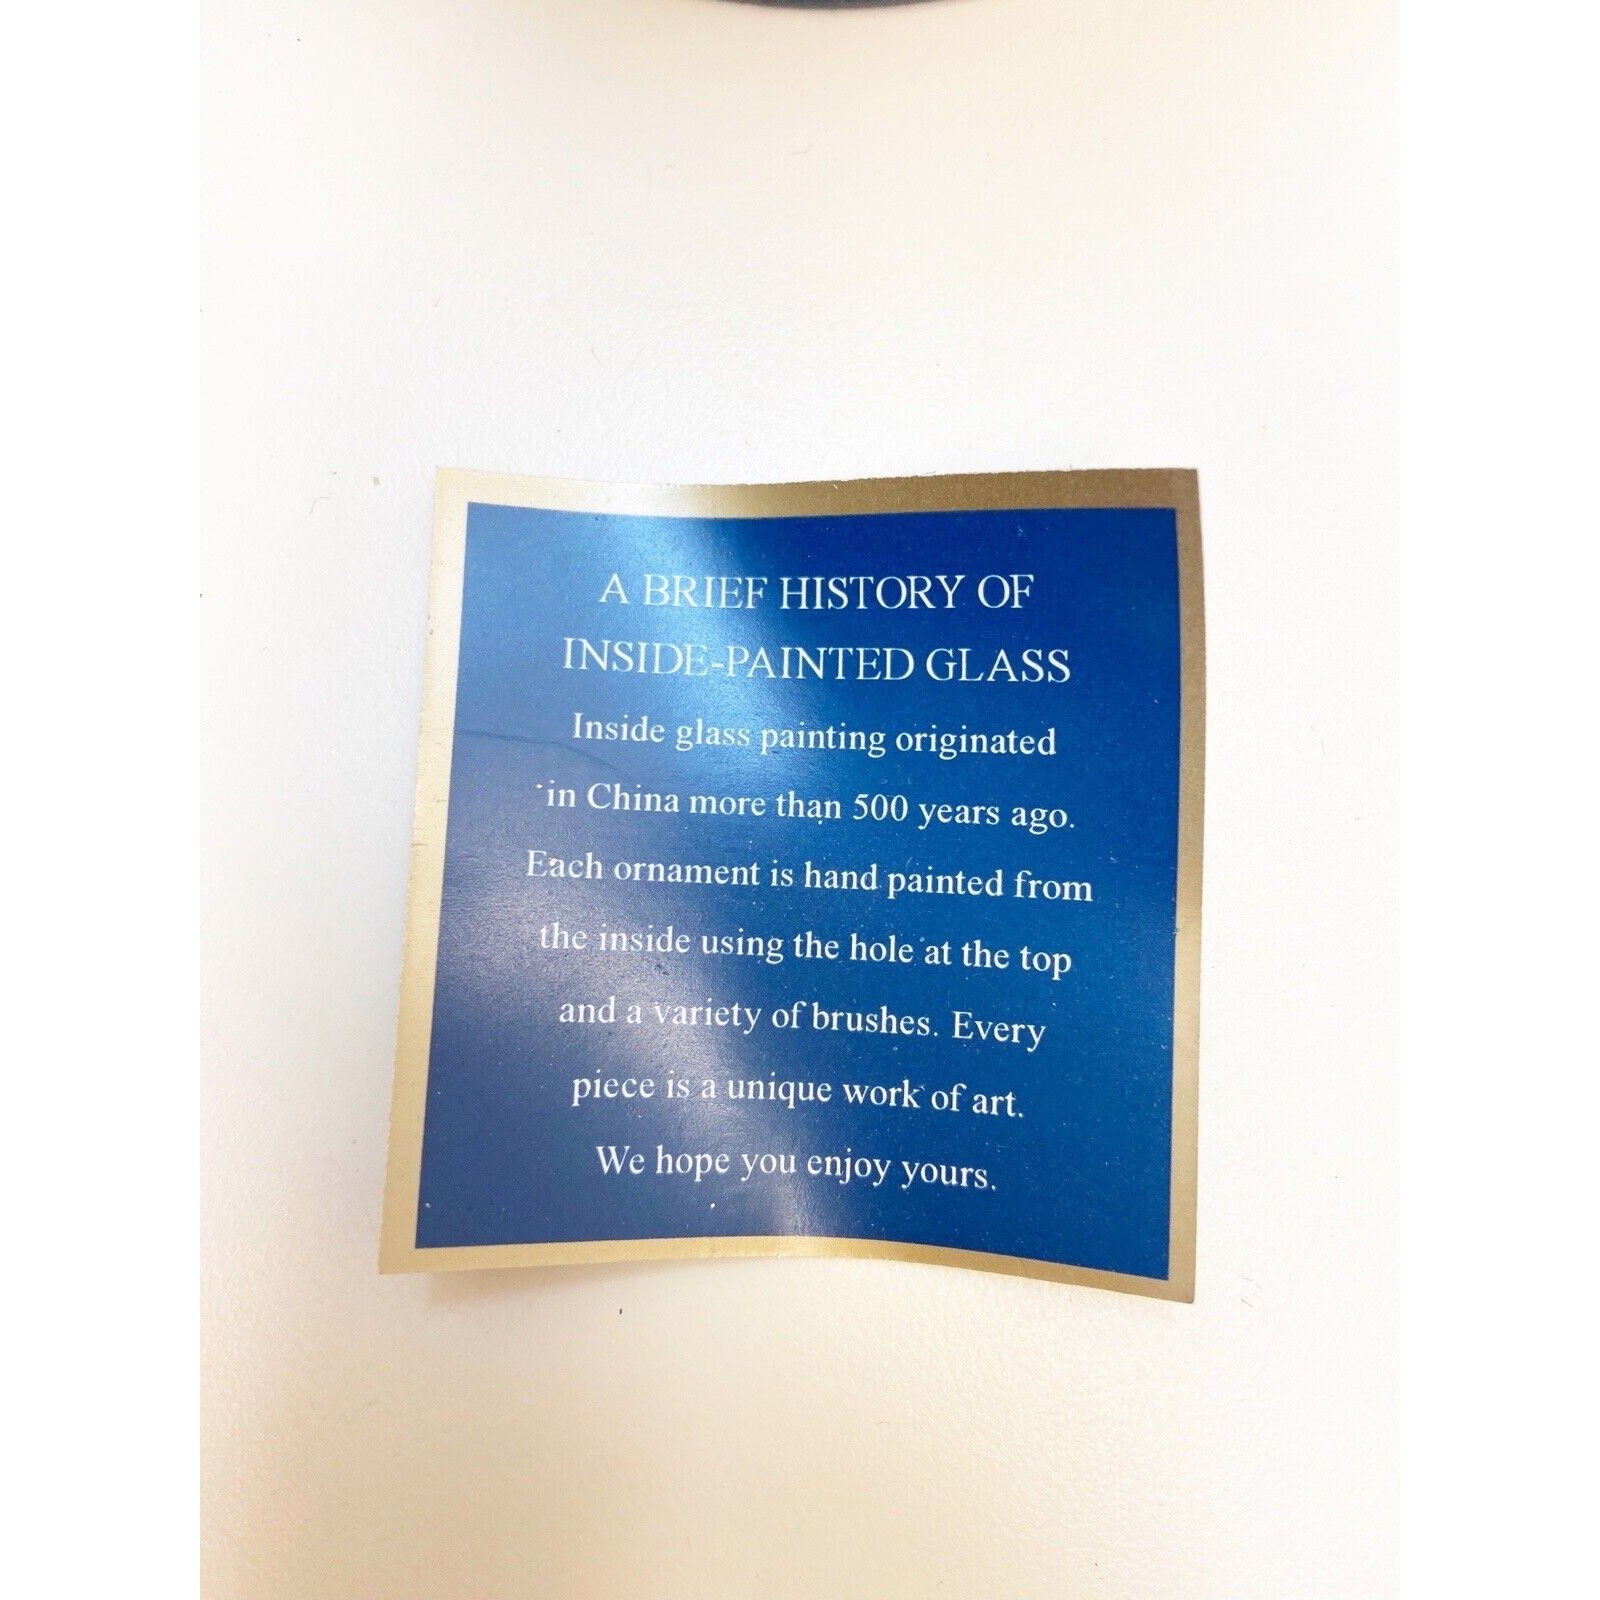 A BRIEF HISTORY OF
INSIDE-PAINTED GLASS
Inside glass painting originated
in China more than 500 years ago.
Each ornament is hand painted from
the inside using the hole at the top
and a variety of brushes. Every
piece is a unique work of art.
We hope you enjoy yours.